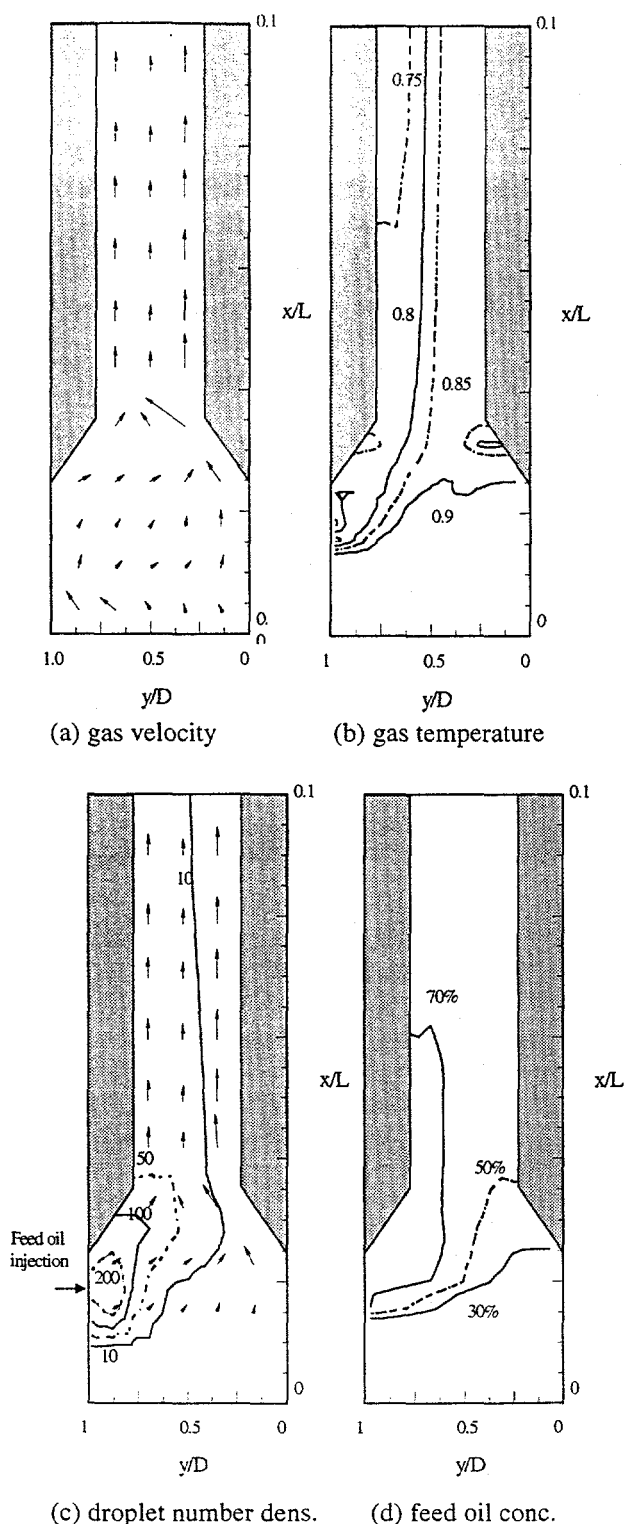 0.1
x/L
0.
0
1.0
0.5
0
y/D
(a) gas velocity
0.1
0.75
0.8
x/L
0.85
0.9
0
1
0.5
0
y/D
(b) gas temperature
0.1
10
x/L
50
100
Feed oil
injection
200
10
0
1
0.5
0
y/D
(c) droplet number dens.
0.1
70%
x/L
50%
30%
0
1
0.5
0
y/D
(d) feed oil conc.